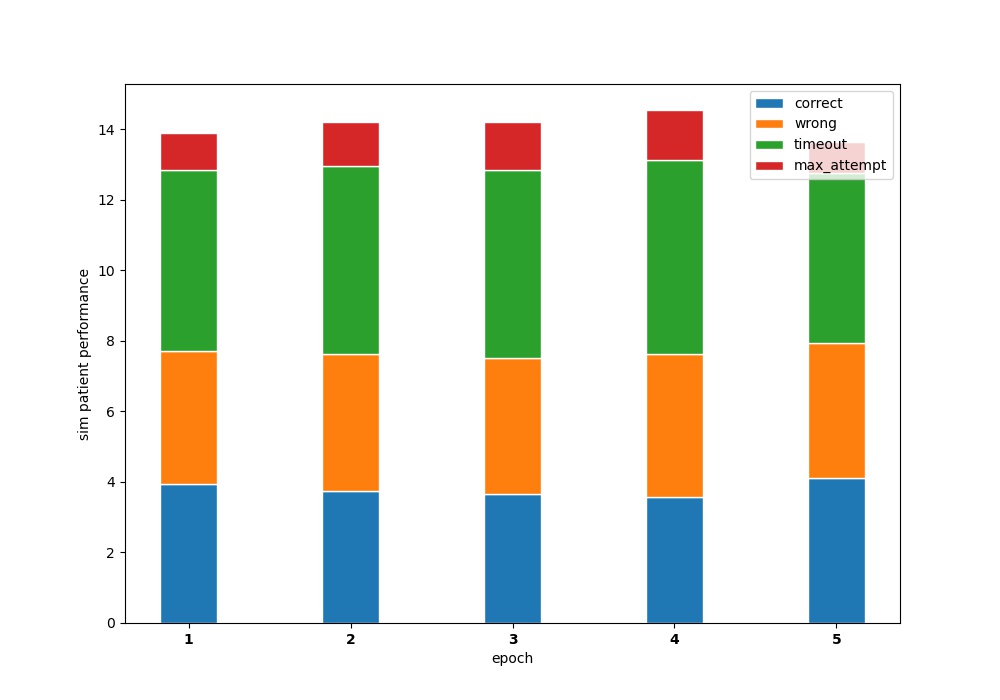 correct
wrong
timeout
max_attempt
14
12
10
8
6
4
2
0
sim patient performance
1 2 3 4 5
epoch